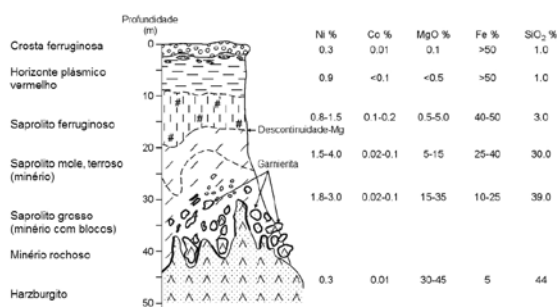 Profundidade
(m)
Ni % Co % MgO % Fe % SiO2 %
Crosta ferruginosa 0 0.3 0.01 0.1 >50 1.0
Horizonte plásmico
vermelho
0.9 <0.1 <0.5 >50 1.0
10
Saprolito ferruginoso
# # #
0.8-1.5 0.1-0.2 0.5-5.0 40-50 3.0
Descontinuidade-Mg
20
Saprolito mole, terroso
(minério)
1.5-4.0 0.02-0.1 5-15 25-40 30.0
Garnierita
30
1.8-3.0 0.02-0.1 15-35 10-25 39.0
Saprolito grosso
(minério com blocos)
40
Minério rochoso
Harzburgito 0.3 0.01 30-45 5 44
50